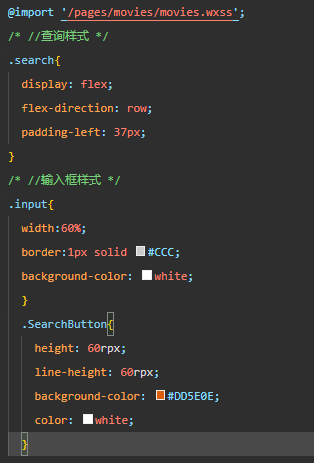 @import '/pages/movies/movies.wxss';
/* //查询样式 */
.search{
  display: flex;
  flex-direction: row;
  padding-left: 37px;
}
/* //输入框样式 */
.input{
  width:60%;
  border:1px solid #CCC;
  background-color: white;
  }
  .SearchButton{
    height: 60rpx;
    line-height: 60rpx;
    background-color: #DD5E0E;
    color: white;
  }